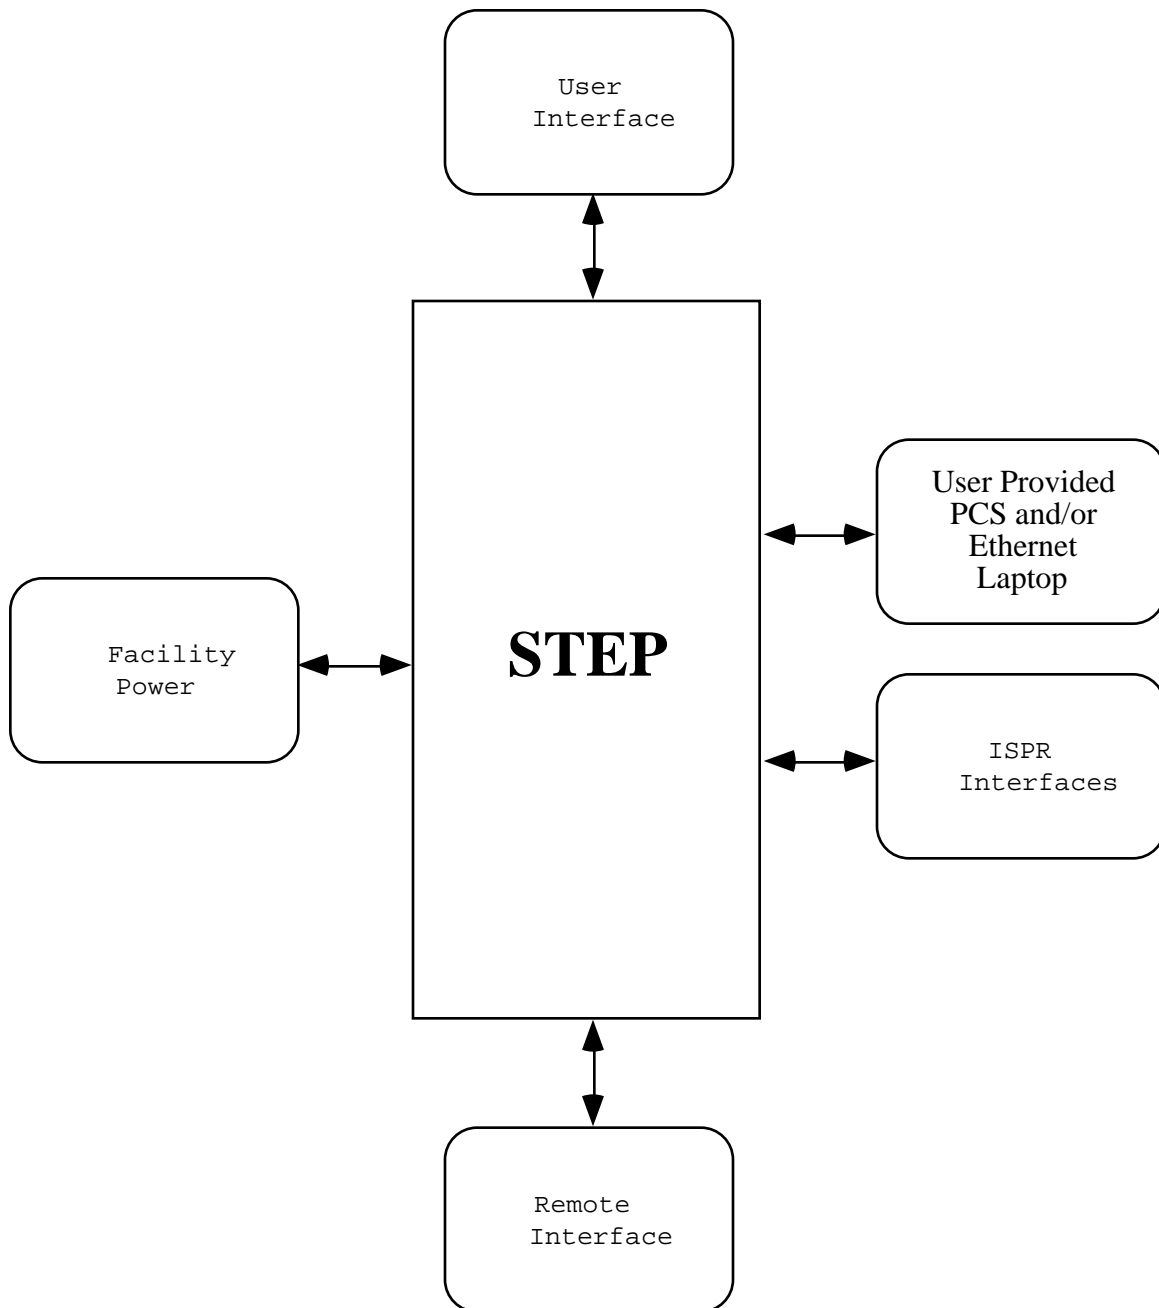 User
Interface
User Provided
PCS and/or
Ethernet
Laptop
STEP
Facility
Power
ISPR
Interfaces
Remote
Interface